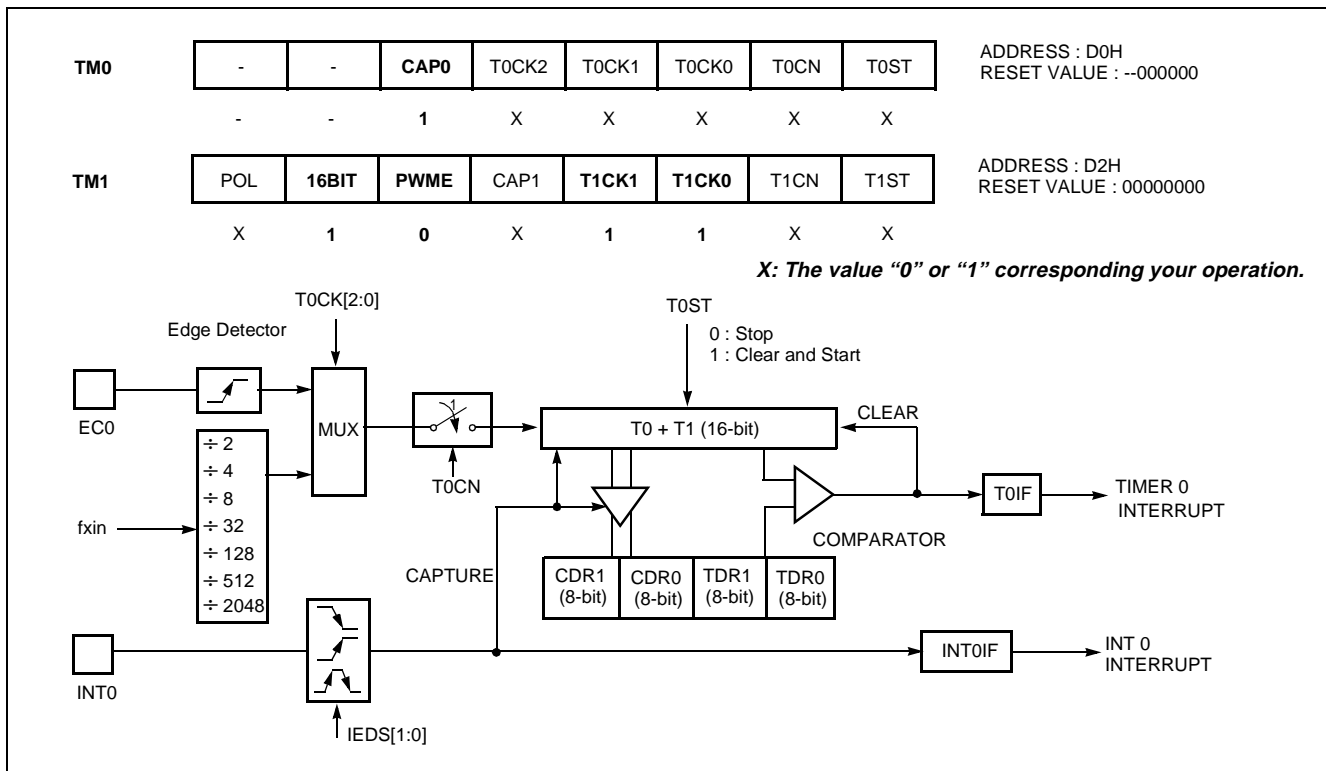 TM0 - - CAP0 T0CK2 T0CK1 T0CK0 T0CN T0ST
ADDRESS : D0H
RESET VALUE : --000000
- - 1 X X X X X
TM1 POL 16BIT PWME CAP1 T1CK1 T1CK0 T1CN T1ST
ADDRESS : D2H
RESET VALUE : 00000000
X 1 0 X 1 1 X X
X: The value “0” or “1” corresponding your operation.
T0CK[2:0]
Edge Detector
T0ST
0 : Stop
1 : Clear and Start
EC0
MUX
1
T0CN
T0 + T1 (16-bit)
CLEAR
fxin
÷ 2
÷ 4
÷ 8
÷ 32
÷ 128
÷ 512
÷ 2048
T0IF
TIMER 0
INTERRUPT
COMPARATOR
CAPTURE
CDR1 CDR0 TDR1 TDR0
(8-bit) (8-bit) (8-bit) (8-bit)
INT0
INT0IF
INT 0
INTERRUPT
IEDS[1:0]